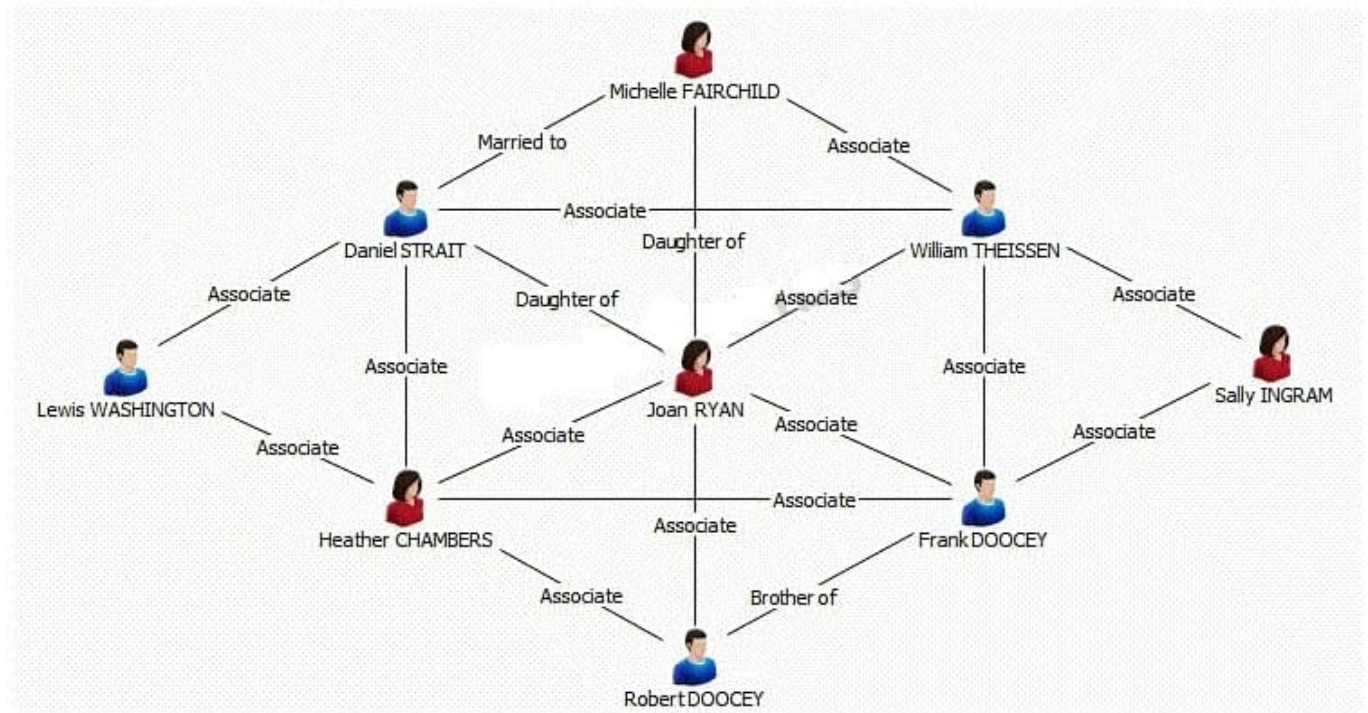 Michelle FAIRCHILD
Married to
Associate
Associate
Daughter of
Daniel STRAIT
William THEISSEN
Associate
Daughter of
Associate
Associate
Associate
Associate
Lewis WASHINGTON
Joan RYAN
Sally INGRAM
Associate
Associate
Associate
Associate
Associate
Heather CHAMBERS
Associate
Frank DOOCEY
Associate
Brother of
Robert DOOCEY